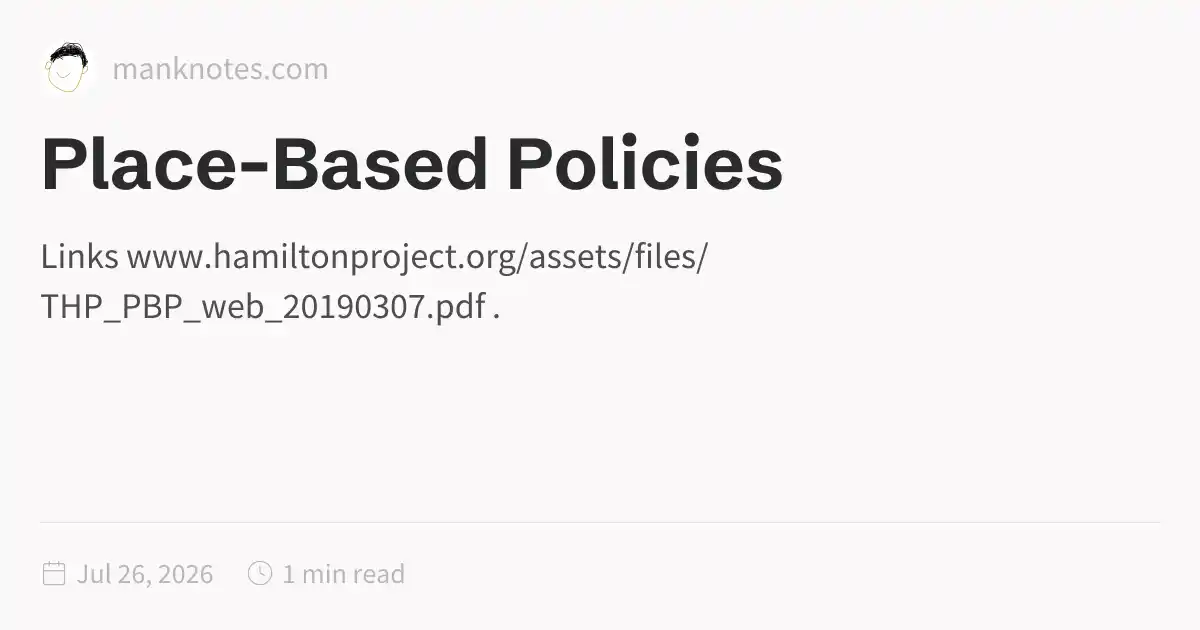 manknotes.com
Place-Based Policies
Links www.hamiltonproject.org/assets/files/
THP_PBP_web_20190307.pdf .
Jul 26, 2026 1 min read